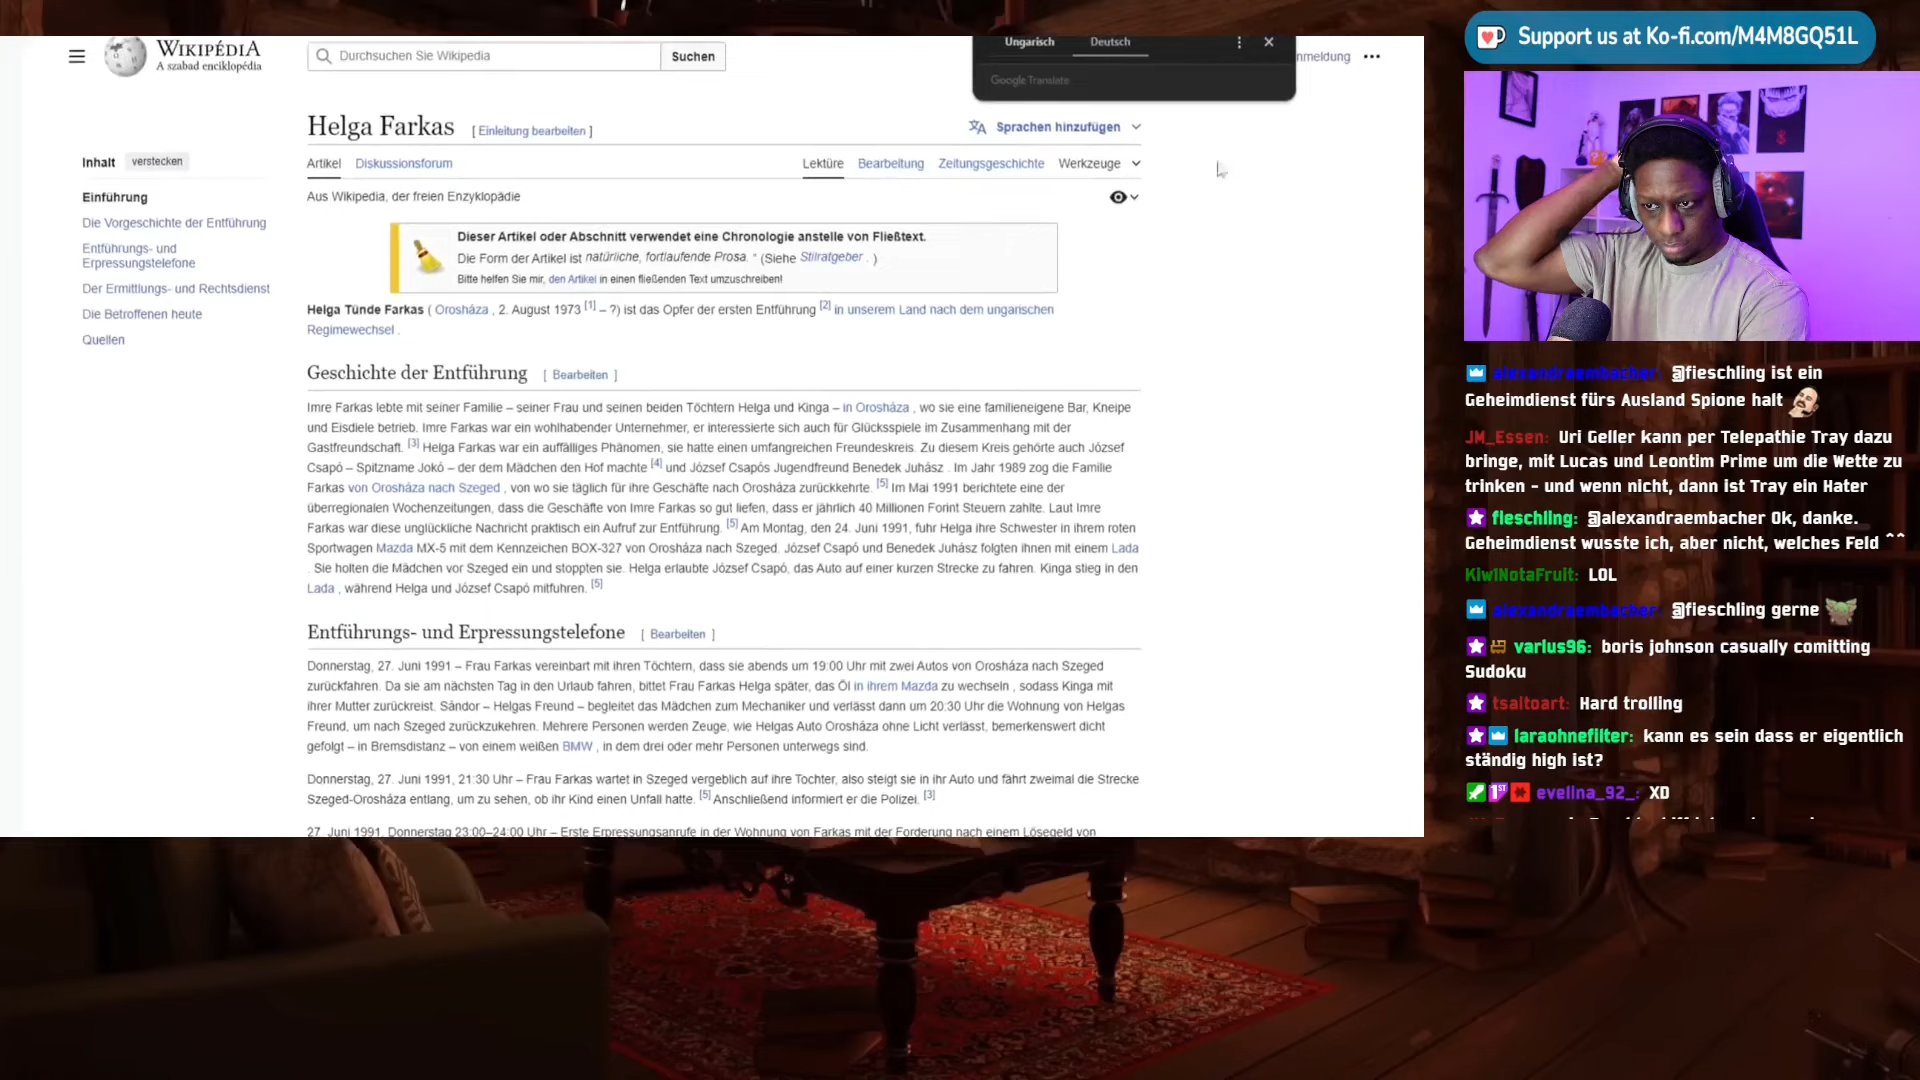 Support us at Ko-fi.com/M4M8GQ51L
WIKIPÉDIA
A szabad enciklopédia
Durchsuchen Sie Wikipedia
Suchen
Ungarisch
Deutsch
Google Translate
nmeldung
Helga Farkas [ Einleitung bearbeiten ]
Sprachen hinzufügen
Inhalt verstecken
Artikel Diskussionsforum
Lektüre Bearbeitung Zeitungsgeschichte Werkzeuge
Einführung
Die Vorgeschichte der Entführung
Entführungs- und
Erpressungstelefone
Der Ermittlungs- und Rechtsdienst
Die Betroffenen heute
Quellen
Aus Wikipedia, der freien Enzyklopädie
Dieser Artikel oder Abschnitt verwendet eine Chronologie anstelle von Fließtext.
Die Form der Artikel ist natürliche, fortlaufende Prosa. " (Siehe Stilratgeber . )
Bitte helfen Sie mir, den Artikel in einen fließenden Text umzuschreiben!
Helga Tünde Farkas ( Orosháza , 2. August 1973 [1] – ?) ist das Opfer der ersten Entführung [2] in unserem Land nach dem ungarischen
Regimewechsel .
Geschichte der Entführung [ Bearbeiten ]
Imre Farkas lebte mit seiner Familie – seiner Frau und seinen beiden Töchtern Helga und Kinga – in Orosháza , wo sie eine familieneigene Bar, Kneipe
und Eisdiele betrieb. Imre Farkas war ein wohlhabender Unternehmer, er interessierte sich auch für Glücksspiele im Zusammenhang mit der
Gastfreundschaft. [3] Helga Farkas war ein auffälliges Phänomen, sie hatte einen umfangreichen Freundeskreis. Zu diesem Kreis gehörte auch József
Csapó – Spitzname Jokó – der dem Mädchen den Hof machte [4] und József Csapós Jugendfreund Benedek Juhász . Im Jahr 1989 zog die Familie
Farkas von Orosháza nach Szeged , von wo sie täglich für ihre Geschäfte nach Orosháza zurückkehrte. [5] Im Mai 1991 berichtete eine der
überregionalen Wochenzeitungen, dass die Geschäfte von Imre Farkas so gut liefen, dass er jährlich 40 Millionen Forint Steuern zahlte. Laut Imre
Farkas war diese unglückliche Nachricht praktisch ein Aufruf zur Entführung. [5] Am Montag, den 24. Juni 1991, fuhr Helga ihre Schwester in ihrem roten
Sportwagen Mazda MX-5 mit dem Kennzeichen BOX-327 von Orosháza nach Szeged. József Csapó und Benedek Juhász folgten ihnen mit einem Lada
. Sie holten die Mädchen vor Szeged ein und stoppten sie. Helga erlaubte József Csapó, das Auto auf einer kurzen Strecke zu fahren. Kinga stieg in den
Lada , während Helga und József Csapó mitfuhren. [5]
Entführungs- und Erpressungstelefone [ Bearbeiten ]
Donnerstag, 27. Juni 1991 – Frau Farkas vereinbart mit ihren Töchtern, dass sie abends um 19:00 Uhr mit zwei Autos von Orosháza nach Szeged
zurückfahren. Da sie am nächsten Tag in den Urlaub fahren, bittet Frau Farkas Helga später, das Öl in ihrem Mazda zu wechseln , sodass Kinga mit
ihrer Mutter zurückreist. Sándor – Helgas Freund – begleitet das Mädchen zum Mechaniker und verlässt dann um 20:30 Uhr die Wohnung von Helgas
Freund, um nach Szeged zurückzukehren. Mehrere Personen werden Zeuge, wie Helgas Auto Orosháza ohne Licht verlässt, bemerkenswert dicht
gefolgt – in Bremsdistanz – von einem weißen BMW , in dem drei oder mehr Personen unterwegs sind.
Donnerstag, 27. Juni 1991, 21:30 Uhr – Frau Farkas wartet in Szeged vergeblich auf ihre Tochter, also steigt sie in ihr Auto und fährt zweimal die Strecke
Szeged-Orosháza entlang, um zu sehen, ob ihr Kind einen Unfall hatte. [5] Anschließend informiert er die Polizei. [3]
27. Juni 1991, Donnerstag 23:00–24:00 Uhr – Erste Erpressungsanrufe in der Wohnung von Farkas mit der Forderung nach einem Lösegeld von
alexandraembacher: @fieschling ist ein
Geheimdienst fürs Ausland Spione halt
JM_Essen: Uri Geller kann per Telepathie Tray dazu
bringe, mit Lucas und Leontim Prime um die Wette zu
trinken - und wenn nicht, dann ist Tray ein Hater
fieschling: @alexandraembacher Ok, danke.
Geheimdienst wusste ich, aber nicht, welches Feld ^^
KiwiNotaFruit: LOL
alexandraembacher: @fieschling gerne
varius96: boris johnson casually comitting
Sudoku
tsaltoart: Hard trolling
laraohnefilter: kann es sein dass er eigentlich
ständig high ist?
evelina_92_: XD